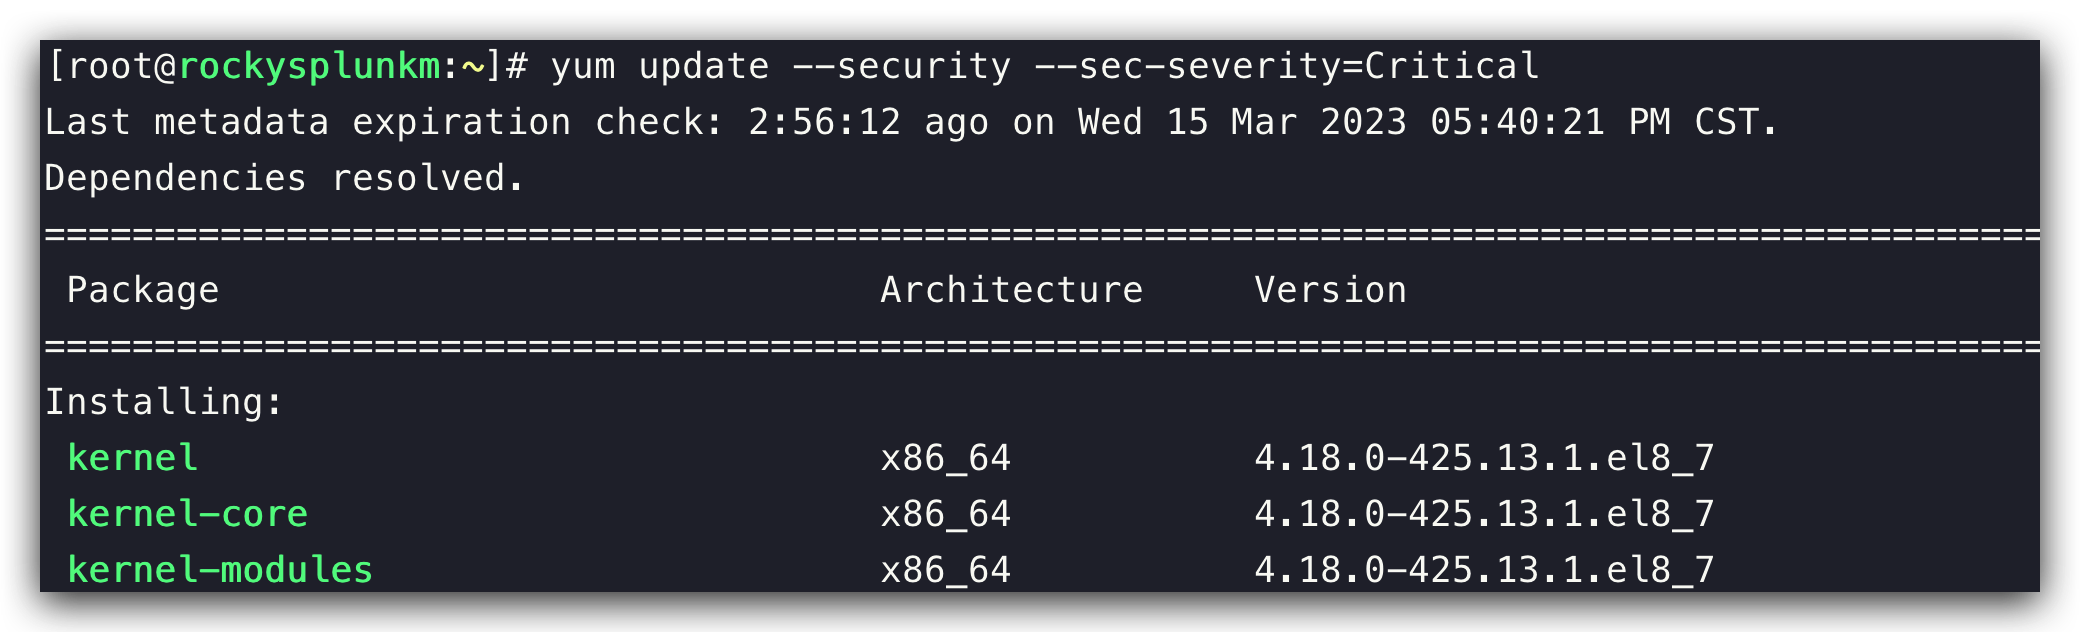 [root@rockysplunkm:~]# yum update --security --sec-severity=Critical
Last metadata expiration check: 2:56:12 ago on Wed 15 Mar 2023 05:40:21 PM CST.
Dependencies resolved.
===========================================================================================
Package Architecture Version
===========================================================================================
Installing:
kernel x86_64 4.18.0-425.13.1.el8_7
kernel-core x86_64 4.18.0-425.13.1.el8_7
kernel-modules x86_64 4.18.0-425.13.1.el8_7